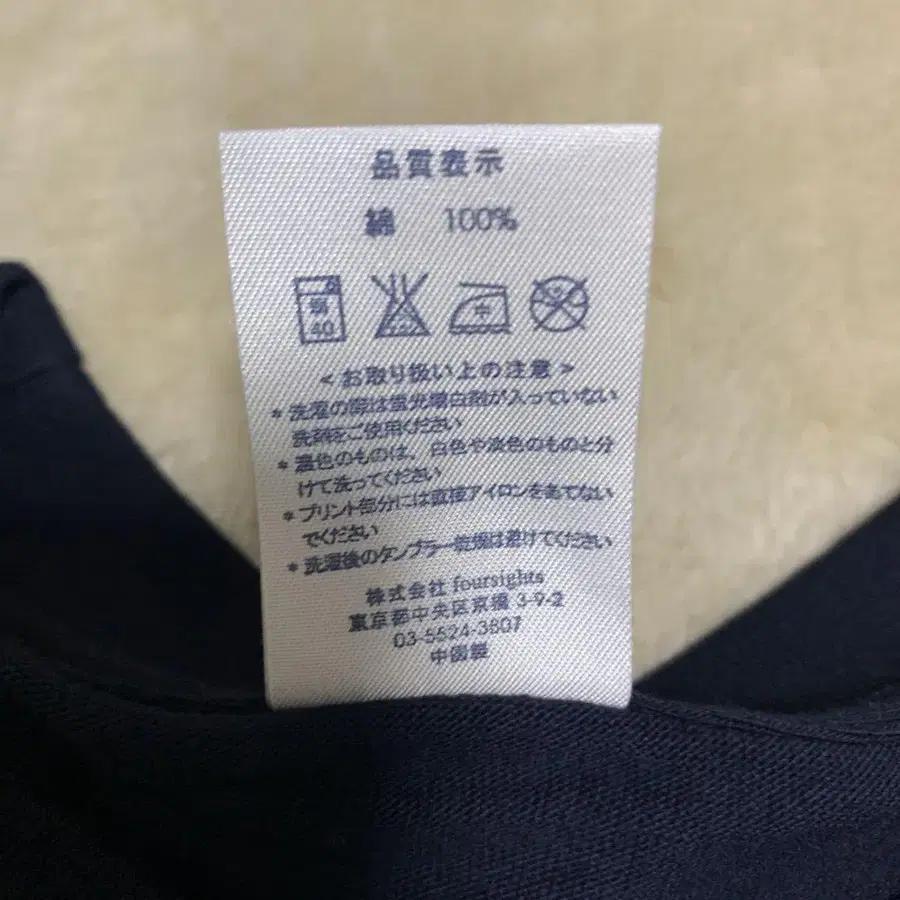 品質表示
綿 100%
弱
40
エンソ
サラシ
中
<お取り扱い上の注意>
*洗濯の際は蛍光増白剤が入っていない
洗剤をご使用ください
*濃色のものは、白色や淡色のものと分
けて洗ってください
*プリント部分には直接アイロンをあてない
でください
*洗濯後のタンブラー乾燥は避けてください
株式会社 foursights
東京都中央区京橋 3-9-2
03-5524-3807
中国製